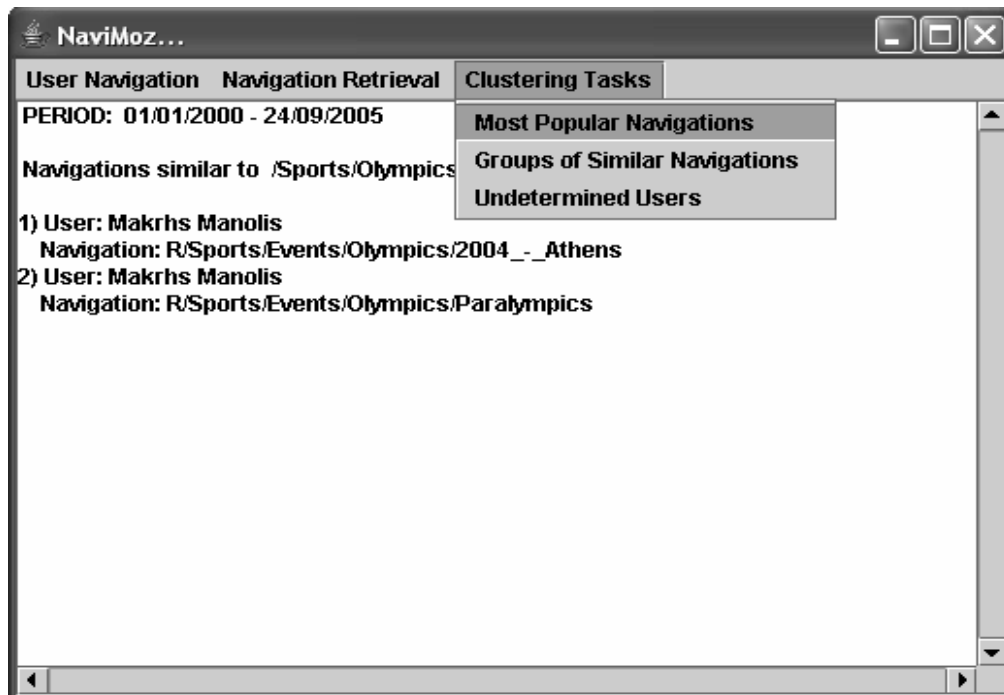 NaviMoz...
User Navigation Navigation Retrieval Clustering Tasks
PERIOD: 01/01/2000 - 24/09/2005
Most Popular Navigations
Groups of Similar Navigations
Undetermined Users
Navigations similar to /Sports/Olympics
1) User: Makrhs Manolis
Navigation: R/Sports/Events/Olympics/2004_-_Athens
2) User: Makrhs Manolis
Navigation: R/Sports/Events/Olympics/Paralympics